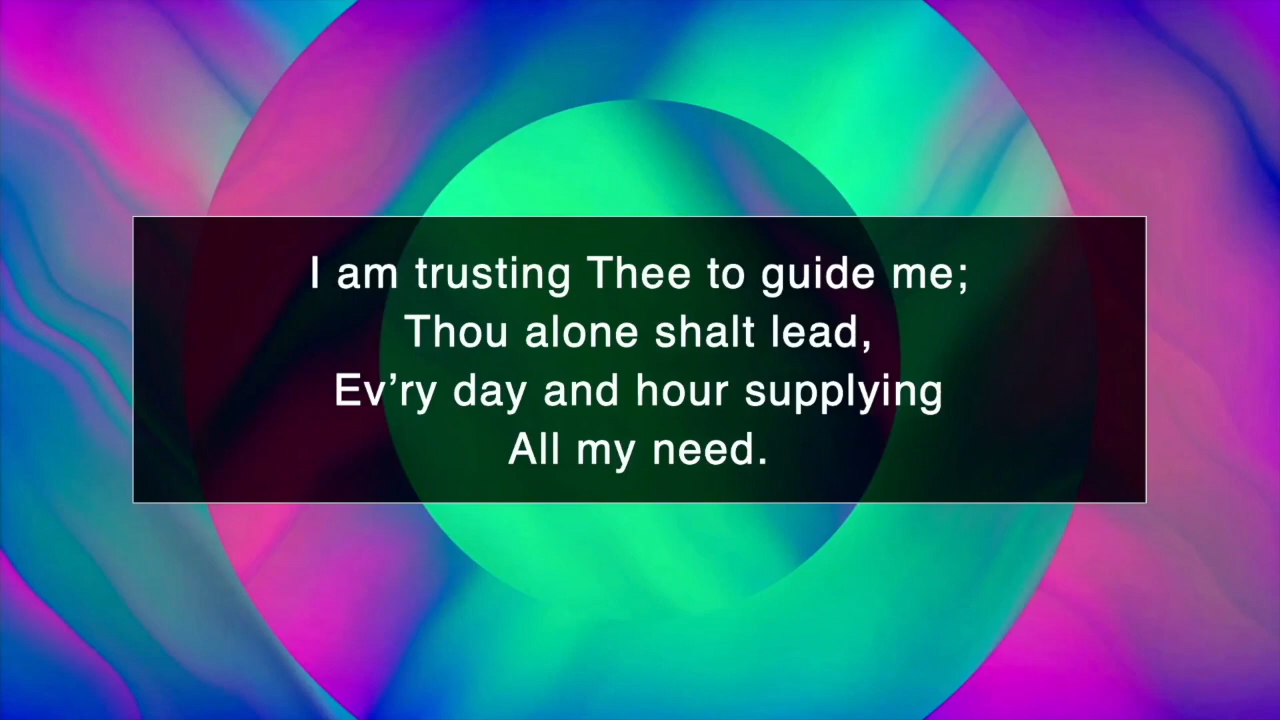 I am trusting Thee to guide me;
Thou alone shalt lead,
Ev’ry day and hour supplying
All my need.